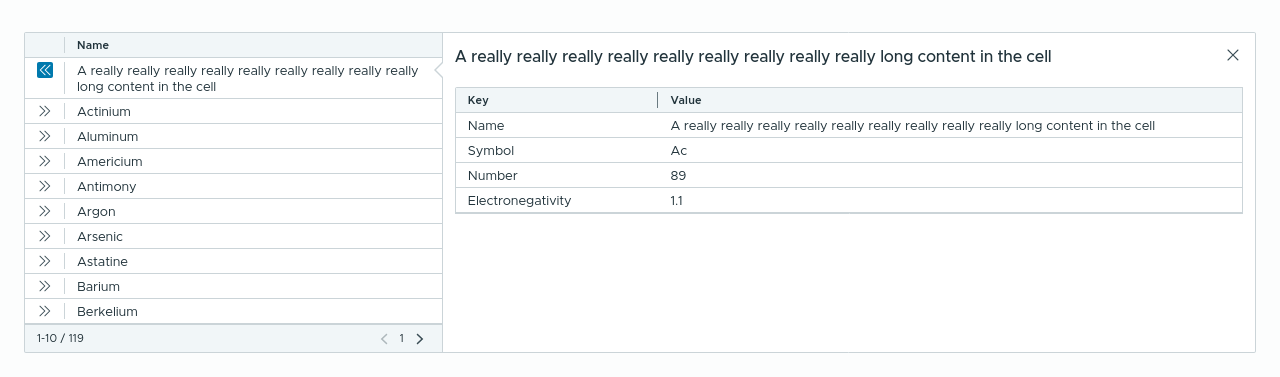 Name
A really really really really really really really really really
long content in the cell
Actinium
Aluminum
Americium
Antimony
Argon
Arsenic
Astatine
Barium
Berkelium
1-10 / 119
1
A really really really really really really really really really long content in the cell
Key Value
Name A really really really really really really really really really long content in the cell
Symbol Ac
Number 89
Electronegativity 1.1